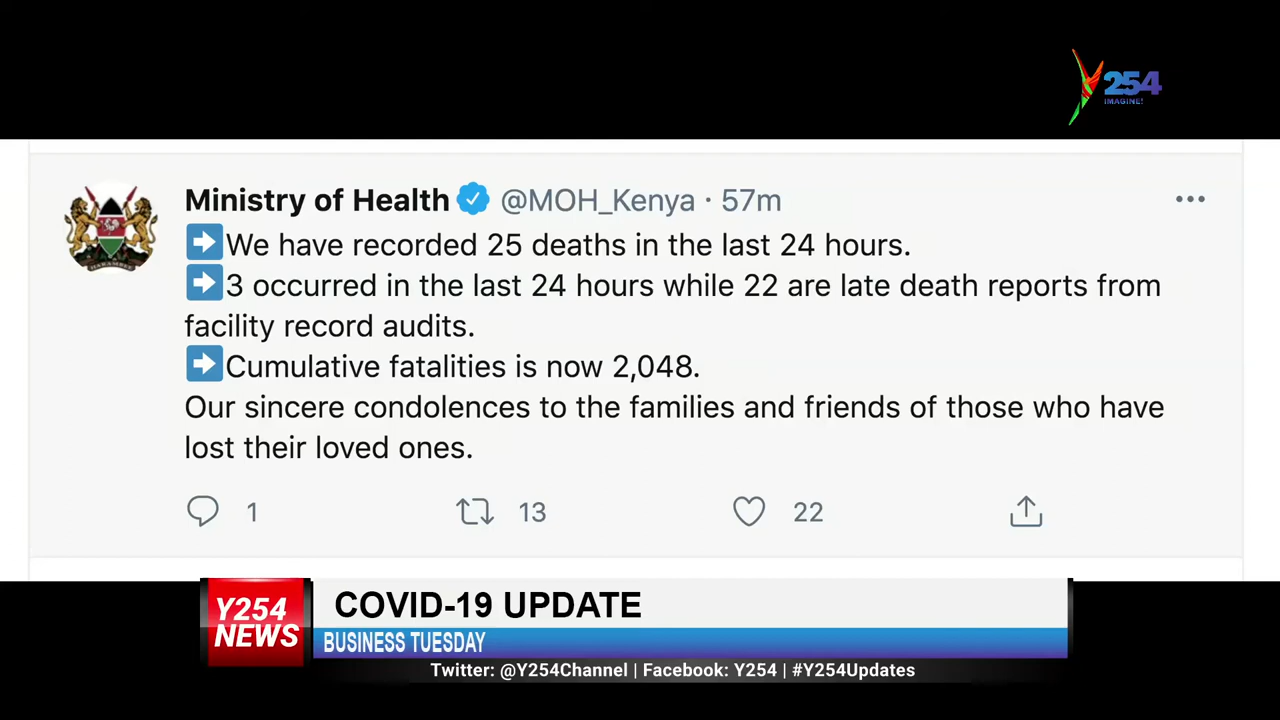 Y254
IMAGINE!
Ministry of Health @MOH_Kenya · 57m
➡️We have recorded 25 deaths in the last 24 hours.
➡️3 occurred in the last 24 hours while 22 are late death reports from
facility record audits.
➡️Cumulative fatalities is now 2,048.
Our sincere condolences to the families and friends of those who have
lost their loved ones.
1 13 22
Y254
NEWS
COVID-19 UPDATE
BUSINESS TUESDAY
Twitter: @Y254Channel | Facebook: Y254 | #Y254Updates